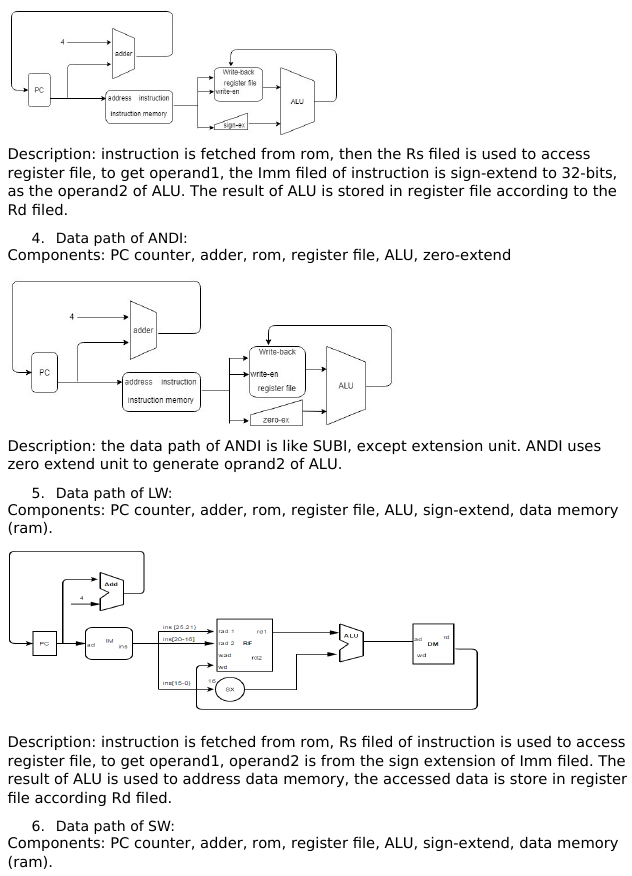 4
adder
PC
address instruction
instruction memory
Write-back
register file
write-en
sign-ex
ALU
Description: instruction is fetched from rom, then the Rs filed is used to access
register file, to get operand1, the Imm filed of instruction is sign-extend to 32-bits,
as the operand2 of ALU. The result of ALU is stored in register file according to the
Rd filed.
4. Data path of ANDI:
Components: PC counter, adder, rom, register file, ALU, zero-extend
4
adder
PC
address instruction
instruction memory
Write-back
write-en
register file
zero-ex
ALU
Description: the data path of ANDI is like SUBI, except extension unit. ANDI uses
zero extend unit to generate oprand2 of ALU.
5. Data path of LW:
Components: PC counter, adder, rom, register file, ALU, sign-extend, data memory
(ram).
Add
4
PC
IM
ad
ins
ins [25-21)
ins[20-16]
ins[15-0)
rad 1
rd1
rad 2 RF
wad
rd2
wd
16
SX
ALU
ad
rd
DM
wd
Description: instruction is fetched from rom, Rs filed of instruction is used to access
register file, to get operand1, operand2 is from the sign extension of Imm filed. The
result of ALU is used to address data memory, the accessed data is store in register
file according Rd filed.
6. Data path of SW:
Components: PC counter, adder, rom, register file, ALU, sign-extend, data memory
(ram).